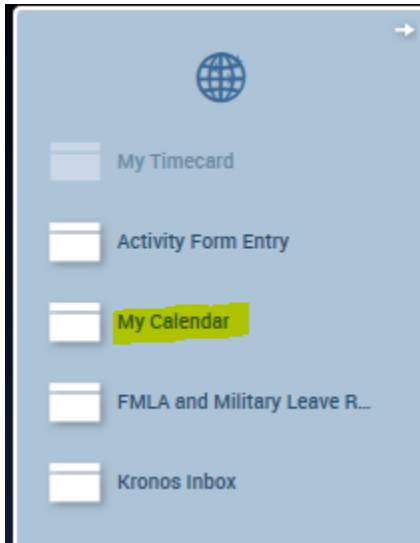 My Timecard
Activity Form Entry
My Calendar
FMLA and Military Leave R...
Kronos Inbox